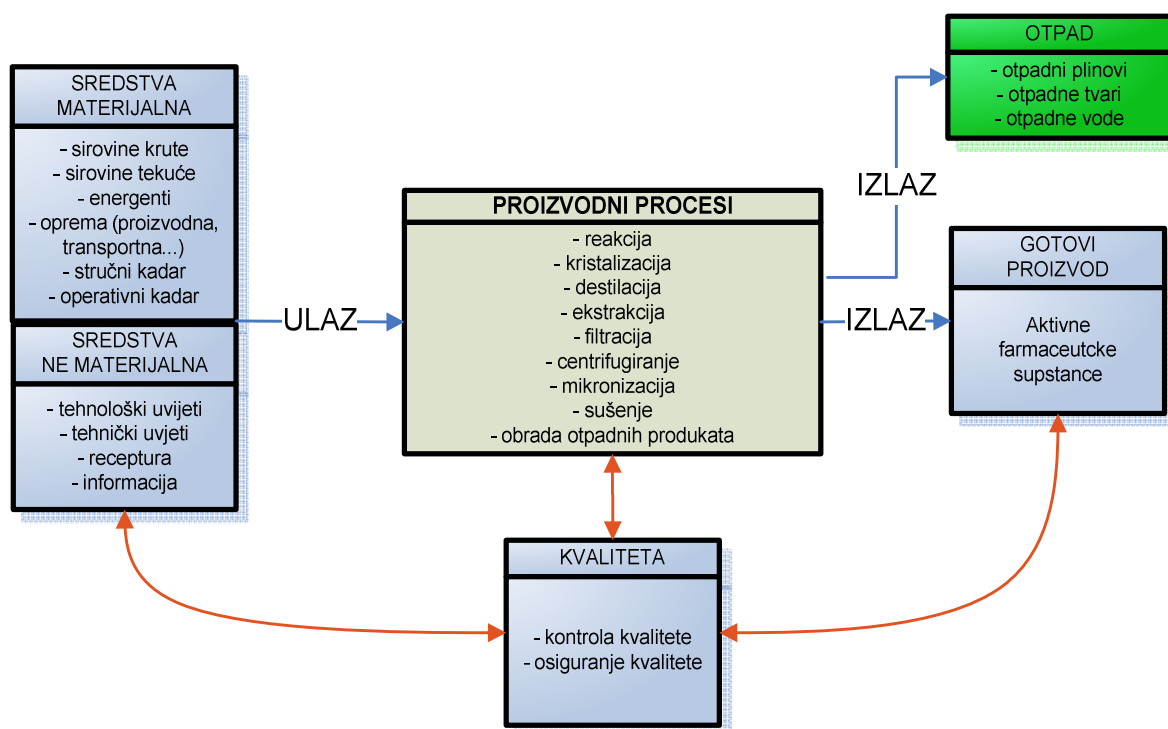 SREDSTVA
MATERIJALNA
- sirovine krute
- sirovine tekuće
- energenti
- oprema (proizvodna,
transportna...)
- stručni kadar
- operativni kadar
SREDSTVA
NE MATERIJALNA
- tehnološki uvijeti
- tehnički uvjeti
- receptura
- informacija
ULAZ
PROIZVODNI PROCESI
- reakcija
- kristalizacija
- destilacija
- ekstrakcija
- filtracija
- centrifugiranje
- mikronizacija
- sušenje
- obrada otpadnih produkata
IZLAZ
OTPAD
- otpadni plinovi
- otpadne tvari
- otpadne vode
IZLAZ
GOTOVI
PROIZVOD
Aktivne
farmaceutcke
supstance
KVALITETA
- kontrola kvalitete
- osiguranje kvalitete